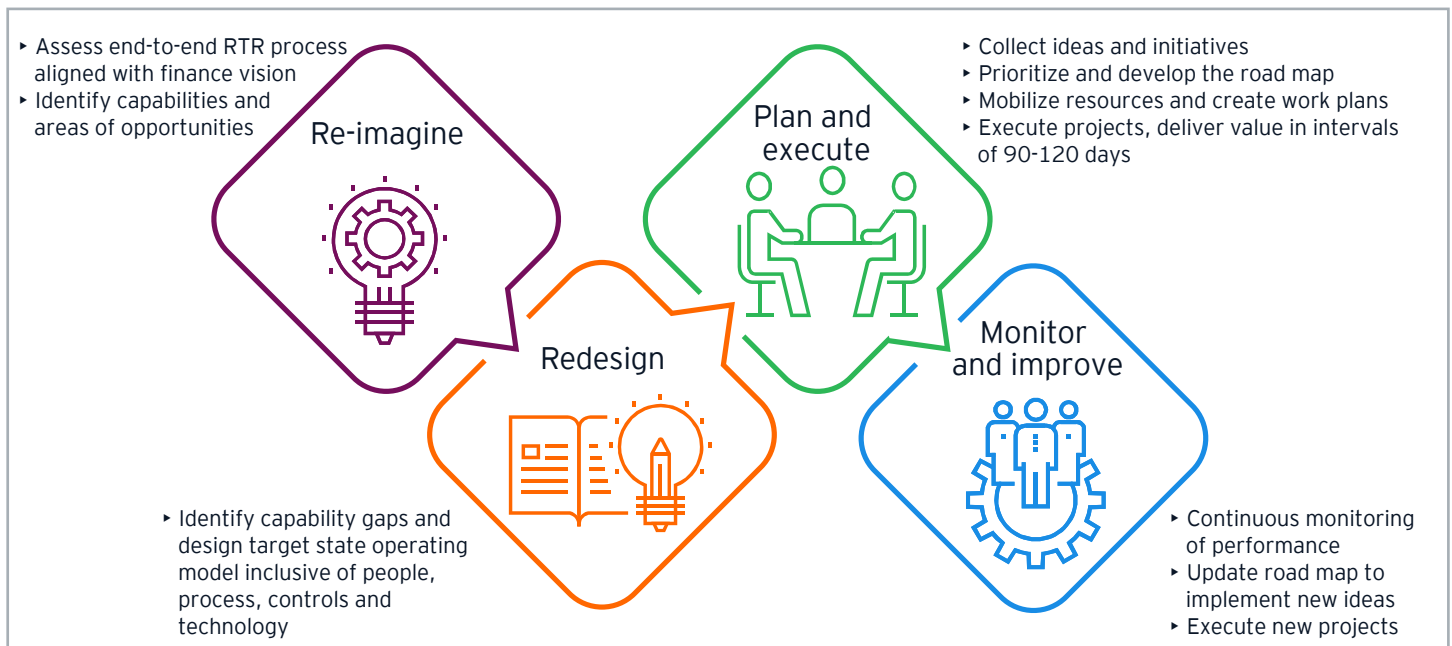 ▸ Assess end-to-end RTR process
aligned with finance vision
▸ Identify capabilities and
areas of opportunities
Re-imagine
▸ Identify capability gaps and
design target state operating
model inclusive of people,
process, controls and
technology
Redesign
▸ Collect ideas and initiatives
▸ Prioritize and develop the road map
▸ Mobilize resources and create work plans
▸ Execute projects, deliver value in intervals
of 90-120 days
Plan and
execute
Monitor
and improve
▸ Continuous monitoring
of performance
▸ Update road map to
implement new ideas
▸ Execute new projects